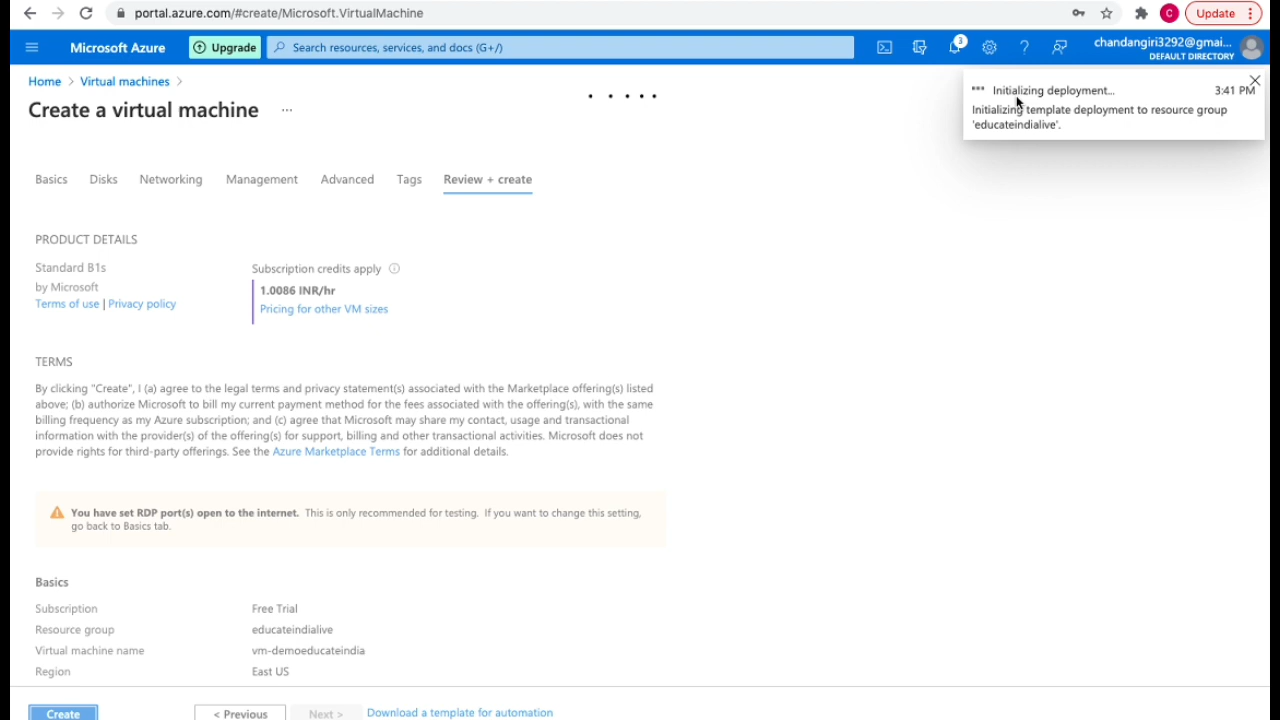 portal.azure.com/#create/Microsoft.VirtualMachine
C
Update
Microsoft Azure
Upgrade
Search resources, services, and docs (G+/)
3
chandangiri3292@gmai...
DEFAULT DIRECTORY
Home > Virtual machines >
Create a virtual machine ...
Initializing deployment...
3:41 PM
Initializing template deployment to resource group
'educateindialive'.
Basics Disks Networking Management Advanced Tags Review + create
PRODUCT DETAILS
Standard B1s
by Microsoft
Terms of use | Privacy policy
Subscription credits apply
1.0086 INR/hr
Pricing for other VM sizes
TERMS
By clicking "Create", I (a) agree to the legal terms and privacy statement(s) associated with the Marketplace offering(s) listed
above; (b) authorize Microsoft to bill my current payment method for the fees associated with the offering(s), with the same
billing frequency as my Azure subscription; and (c) agree that Microsoft may share my contact, usage and transactional
information with the provider(s) of the offering(s) for support, billing and other transactional activities. Microsoft does not
provide rights for third-party offerings. See the Azure Marketplace Terms for additional details.
You have set RDP port(s) open to the internet. This is only recommended for testing. If you want to change this setting,
go back to Basics tab.
Basics
Subscription Free Trial
Resource group educateindialive
Virtual machine name vm-demoeducateindia
Region East US
Create
< Previous
Next >
Download a template for automation